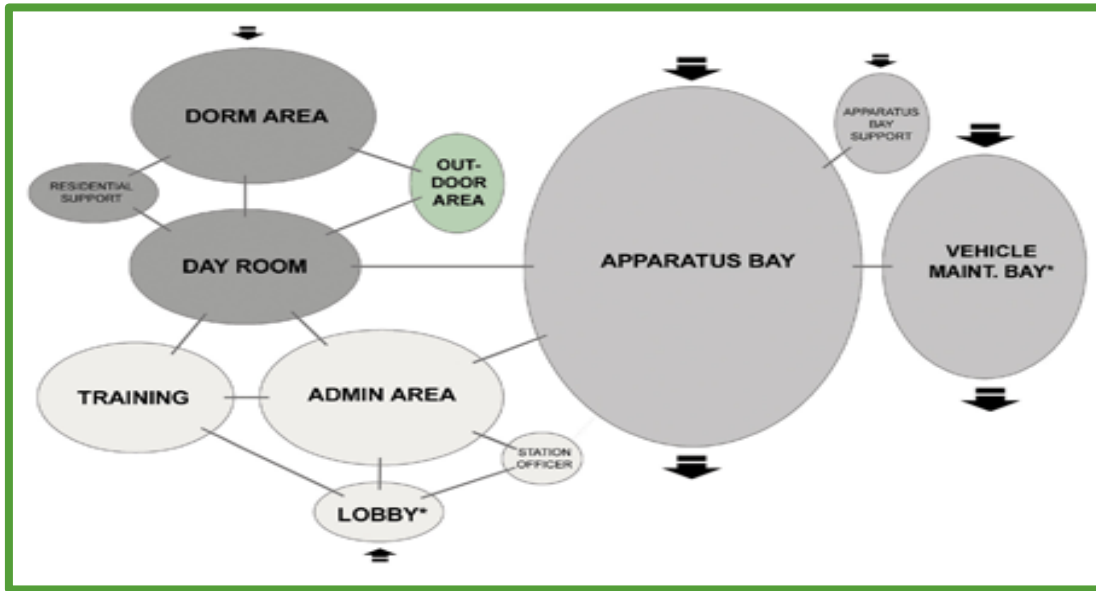 DORM AREA
RESIDENTIAL
SUPPORT
OUT-
DOOR
AREA
DAY ROOM
TRAINING
ADMIN AREA
STATION
OFFICER
LOBBY*
APPARATUS BAY
APPARATUS
BAY
SUPPORT
VEHICLE
MAINT. BAY*